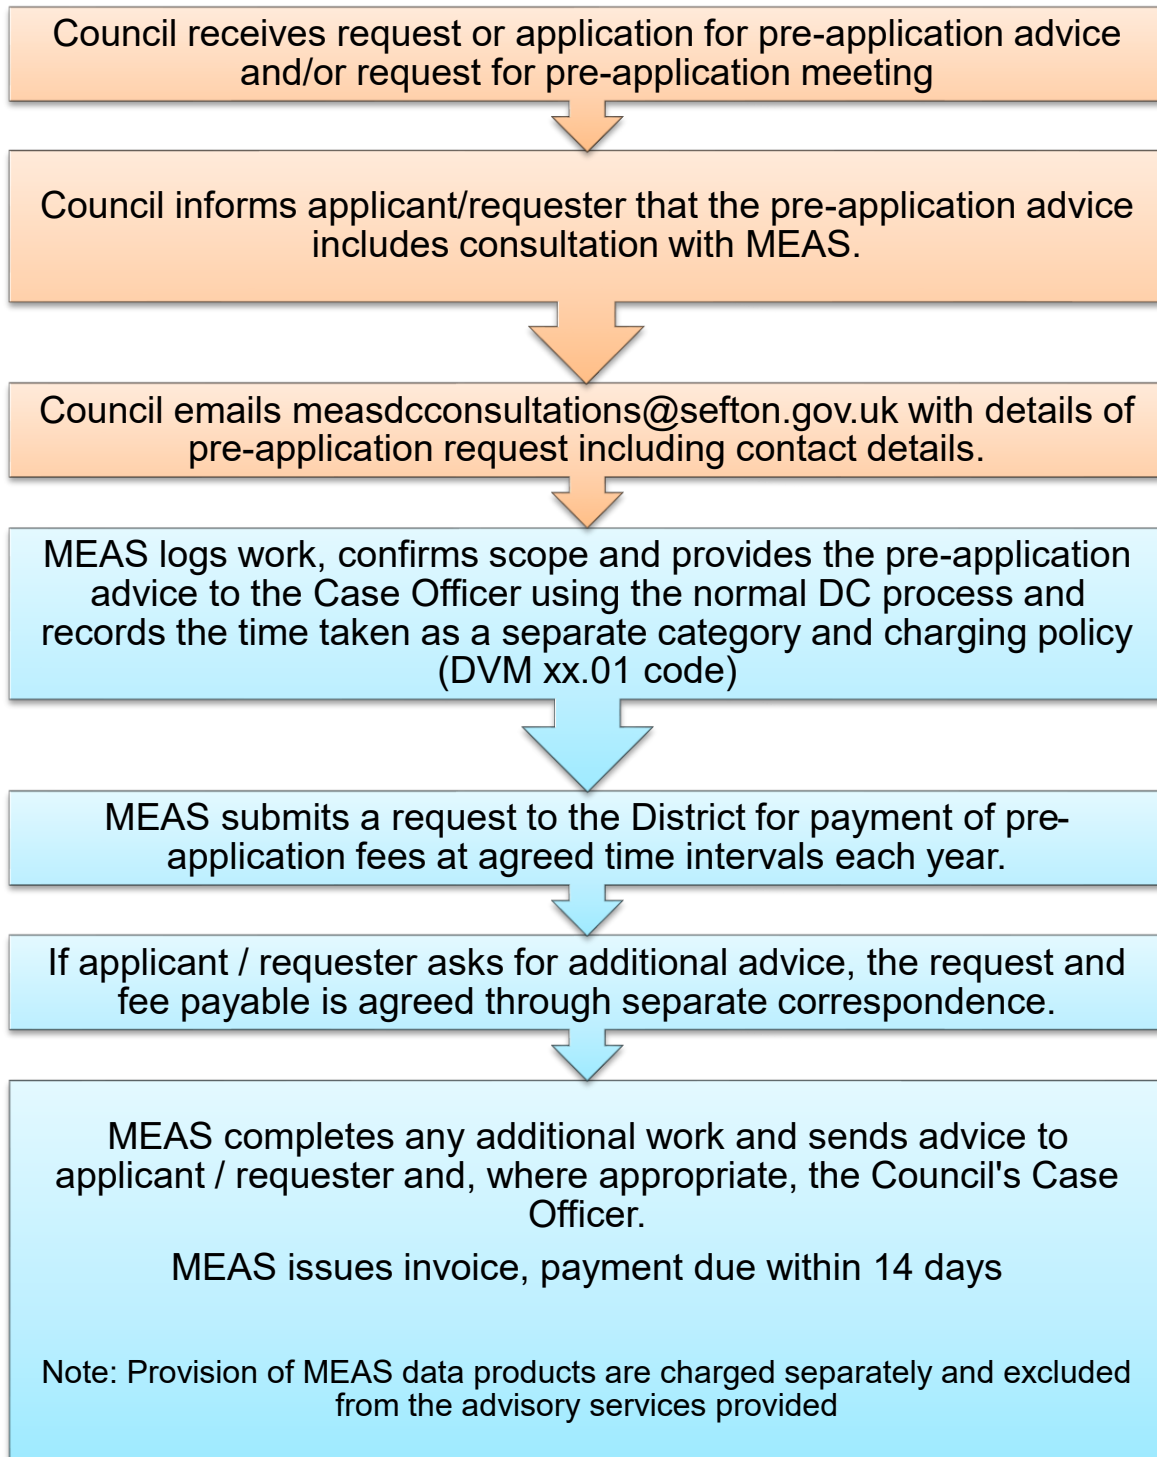 Council receives request or application for pre-application advice
and/or request for pre-application meeting
Council informs applicant/requester that the pre-application advice
includes consultation with MEAS.
Council emails measdcconsultations@sefton.gov.uk with details of
pre-application request including contact details.
MEAS logs work, confirms scope and provides the pre-application
advice to the Case Officer using the normal DC process and
records the time taken as a separate category and charging policy
(DVM xx.01 code)
MEAS submits a request to the District for payment of pre-
application fees at agreed time intervals each year.
If applicant / requester asks for additional advice, the request and
fee payable is agreed through separate correspondence.
MEAS completes any additional work and sends advice to
applicant / requester and, where appropriate, the Council's Case
Officer.
MEAS issues invoice, payment due within 14 days
Note: Provision of MEAS data products are charged separately and excluded
from the advisory services provided